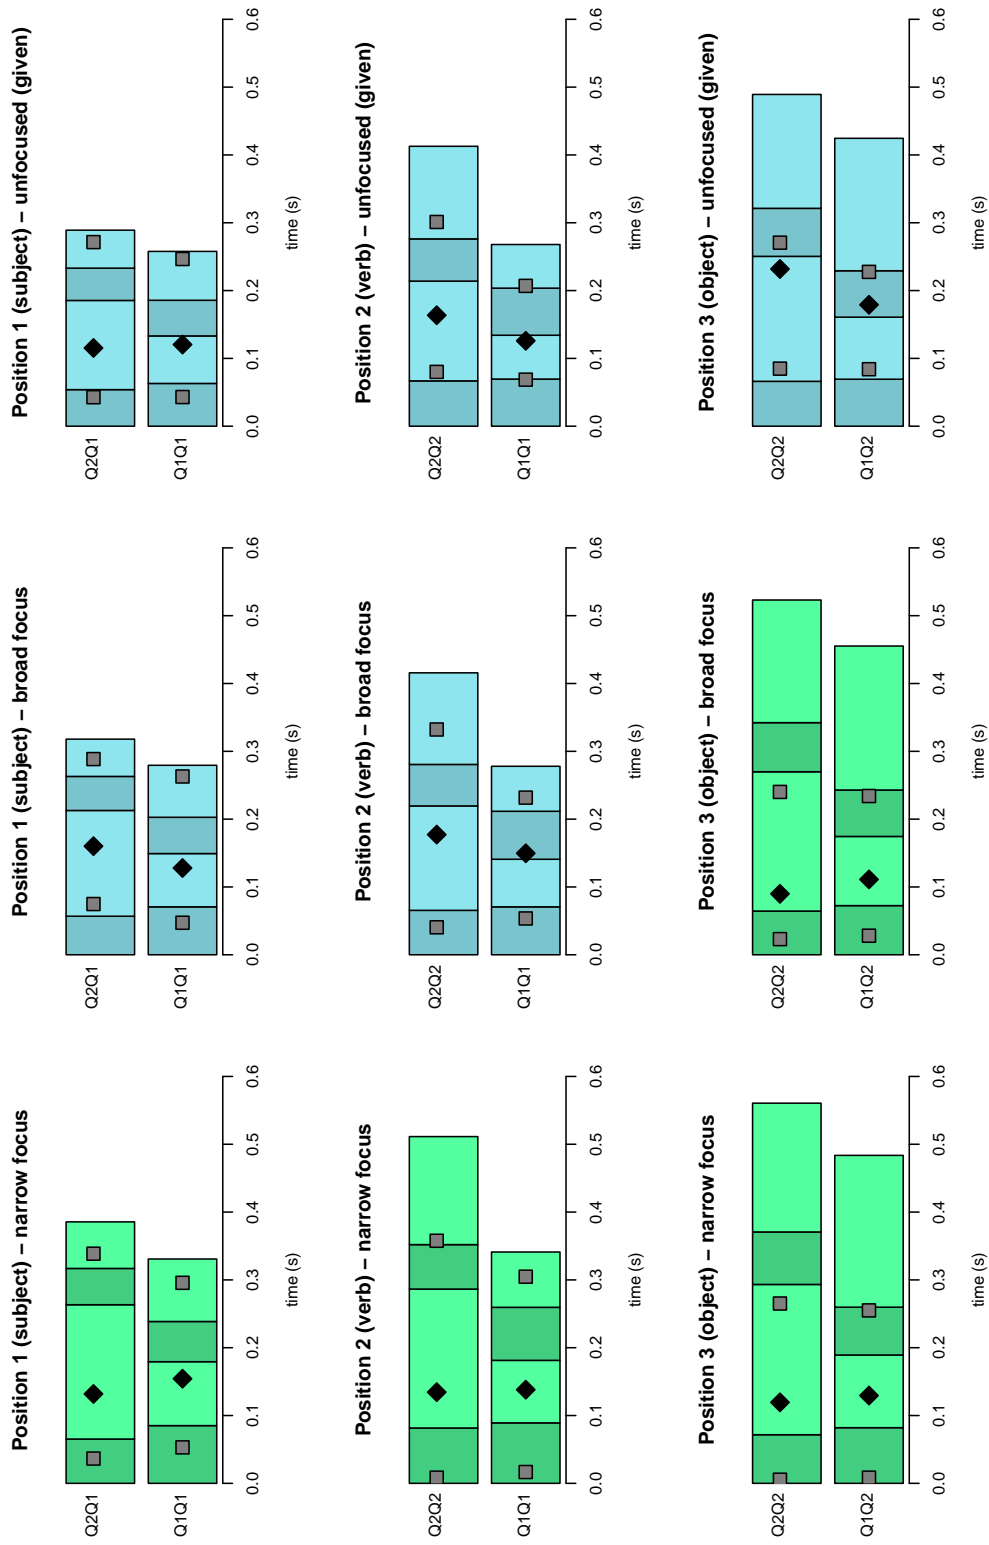 Position 1 (subject) – narrow focus
Q2Q1
Q1Q1
0.0 0.1 0.2 0.3 0.4 0.5 0.6
time (s)
Position 1 (subject) – broad focus
Q2Q1
Q1Q1
0.0 0.1 0.2 0.3 0.4 0.5 0.6
time (s)
Position 1 (subject) – unfocused (given)
Q2Q1
Q1Q1
0.0 0.1 0.2 0.3 0.4 0.5 0.6
time (s)
Position 2 (verb) – narrow focus
Q2Q2
Q1Q1
0.0 0.1 0.2 0.3 0.4 0.5 0.6
time (s)
Position 2 (verb) – broad focus
Q2Q2
Q1Q1
0.0 0.1 0.2 0.3 0.4 0.5 0.6
time (s)
Position 2 (verb) – unfocused (given)
Q2Q2
Q1Q1
0.0 0.1 0.2 0.3 0.4 0.5 0.6
time (s)
Position 3 (object) – narrow focus
Q2Q2
Q1Q2
0.0 0.1 0.2 0.3 0.4 0.5 0.6
time (s)
Position 3 (object) – broad focus
Q2Q2
Q1Q2
0.0 0.1 0.2 0.3 0.4 0.5 0.6
time (s)
Position 3 (object) – unfocused (given)
Q2Q2
Q1Q2
0.0 0.1 0.2 0.3 0.4 0.5 0.6
time (s)